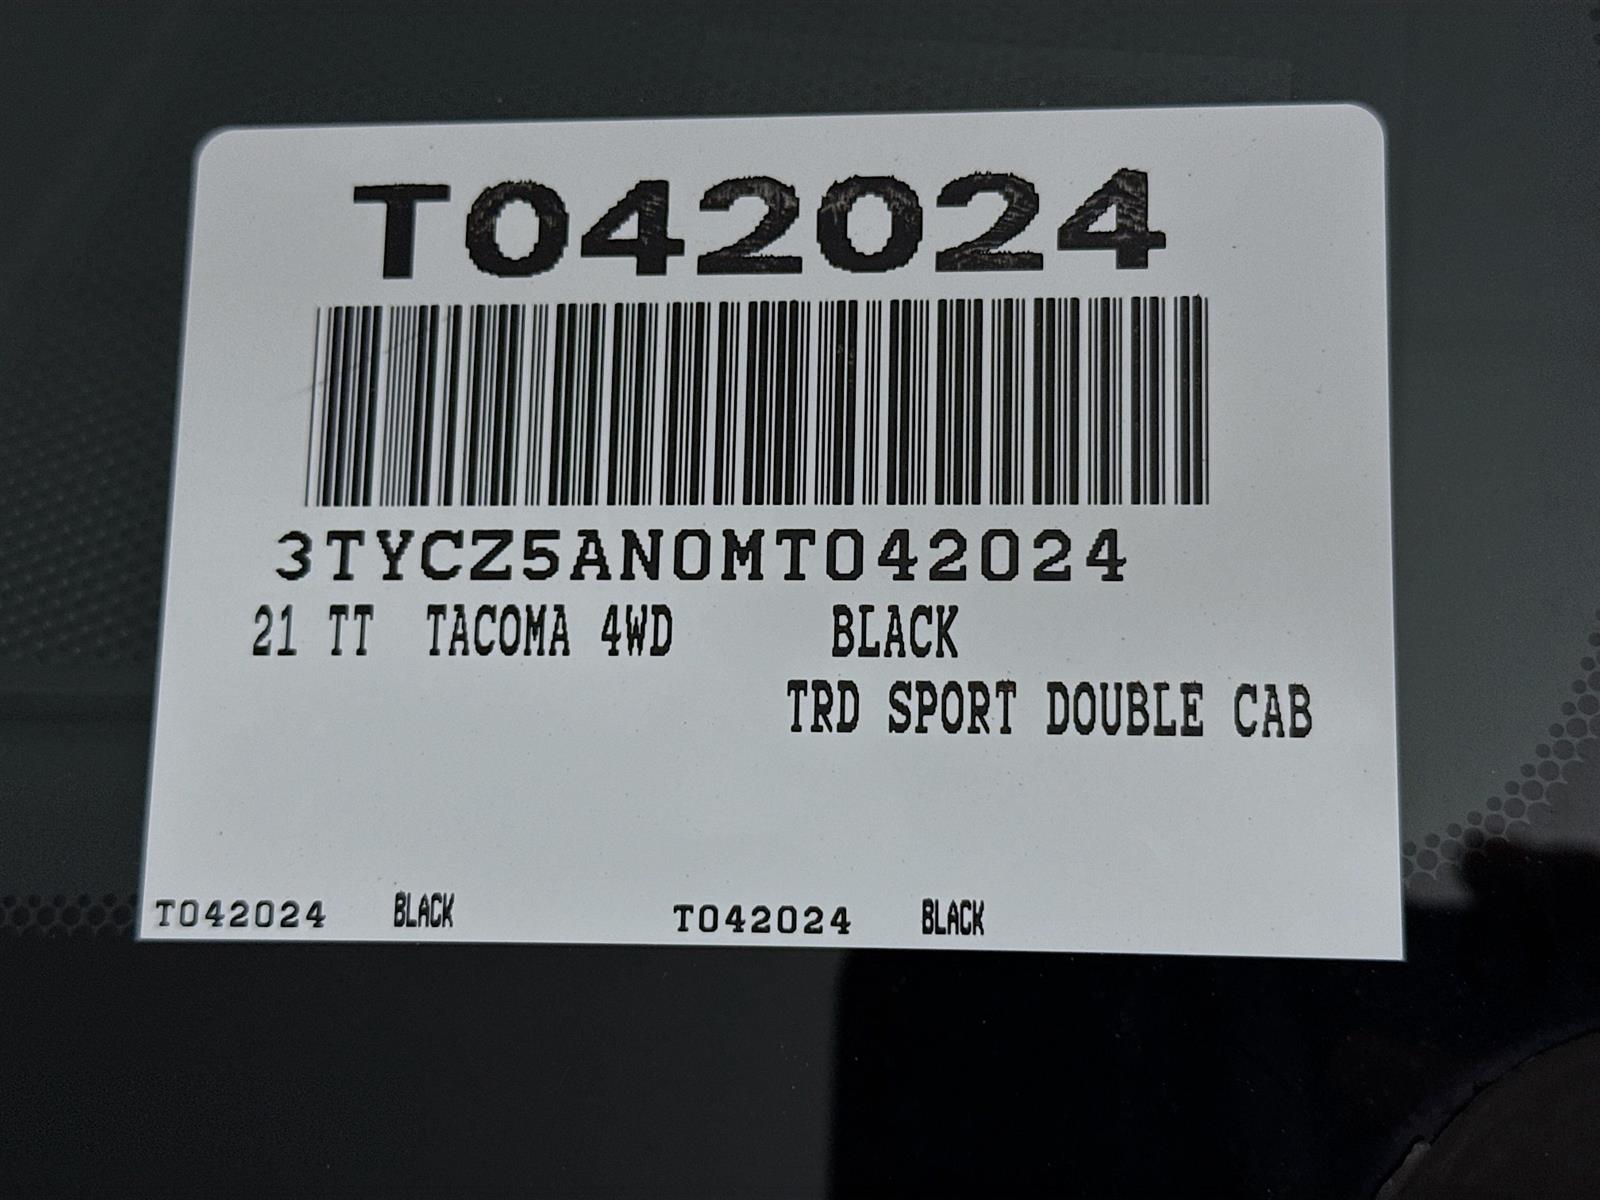 T042024
3TYCZ5AN0MT042024
21 TT TACOMA 4WD BLACK
TRD SPORT DOUBLE CAB
T042024 BLACK T042024 BLACK